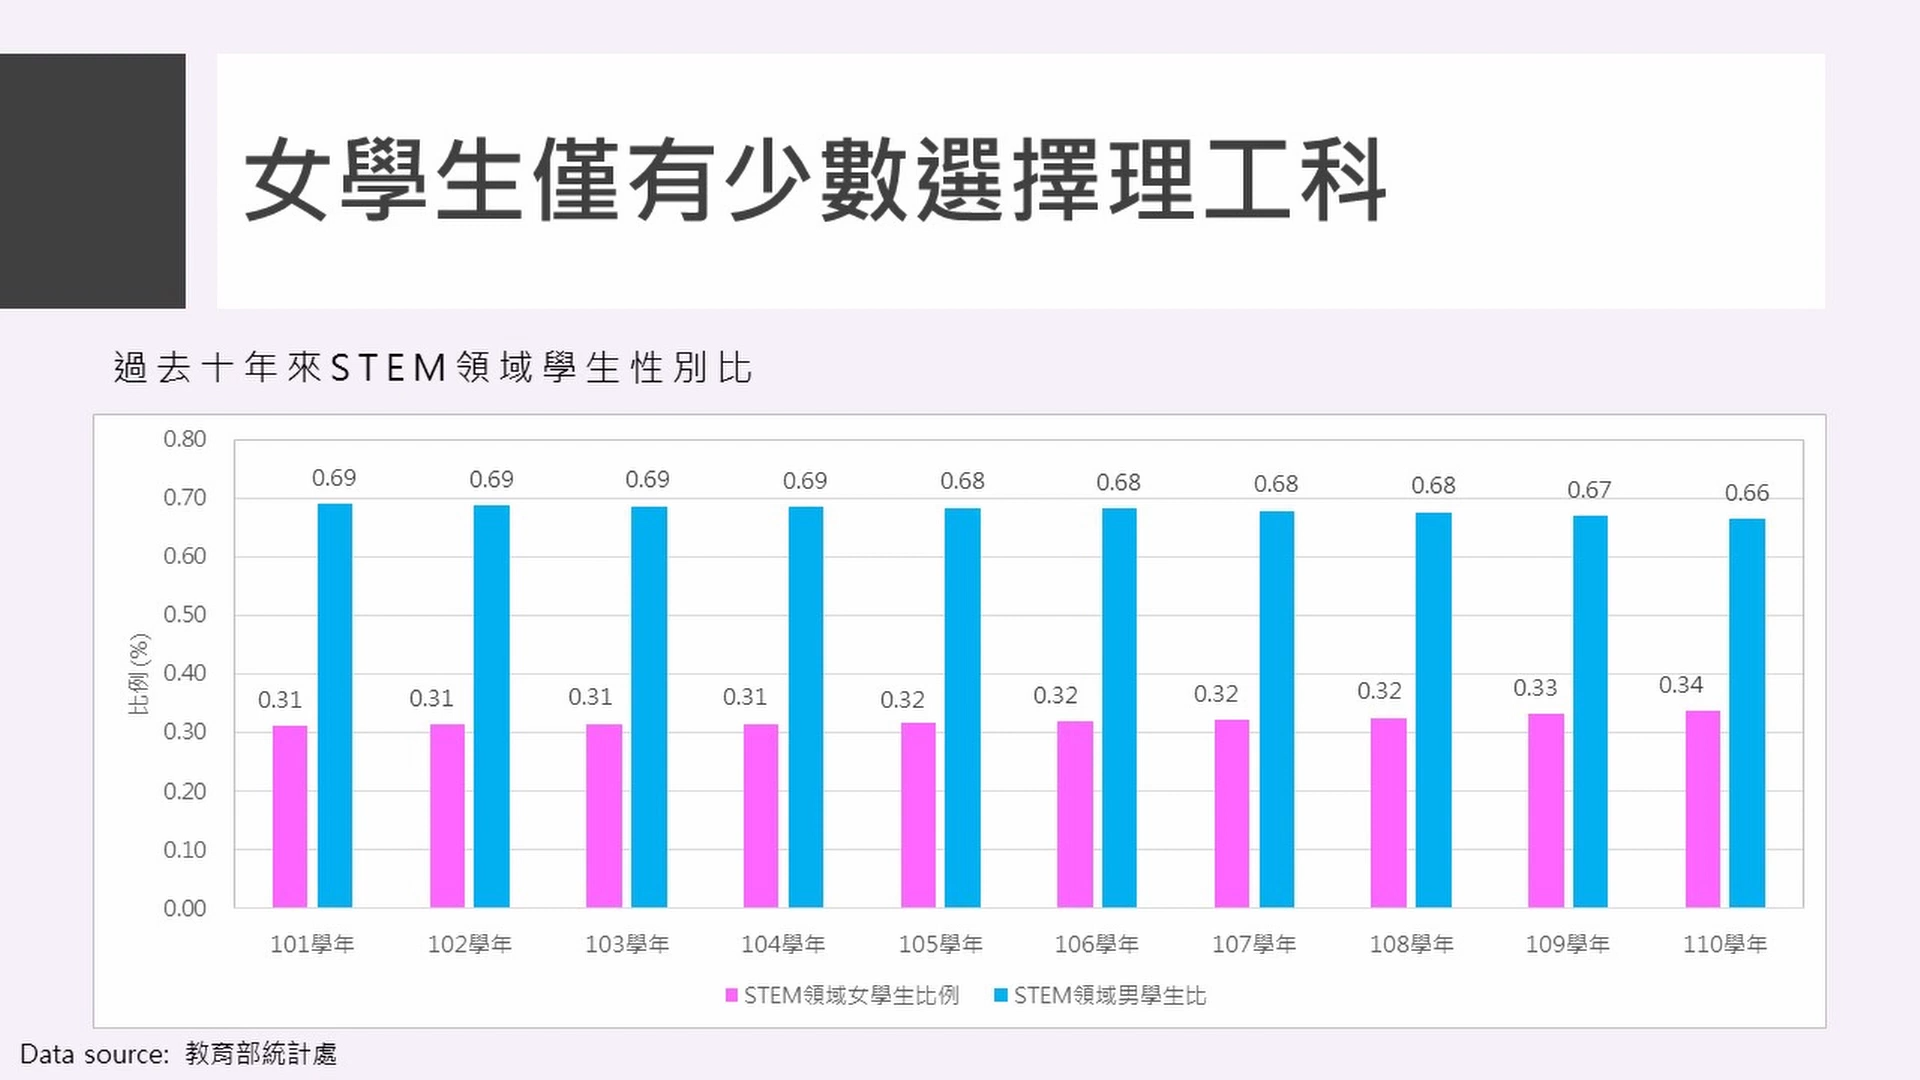 女學生僅有少數選擇理工科
過去十年來STEM領域學生性別比
比例 (%)
0.80
0.70
0.60
0.50
0.40
0.30
0.20
0.10
0.00
0.69
0.69
0.69
0.69
0.68
0.68
0.68
0.68
0.67
0.66
0.31
0.31
0.31
0.31
0.32
0.32
0.32
0.32
0.33
0.34
101學年
102學年
103學年
104學年
105學年
106學年
107學年
108學年
109學年
110學年
STEM領域女學生比例
STEM領域男學生比
Data source: 教育部統計處